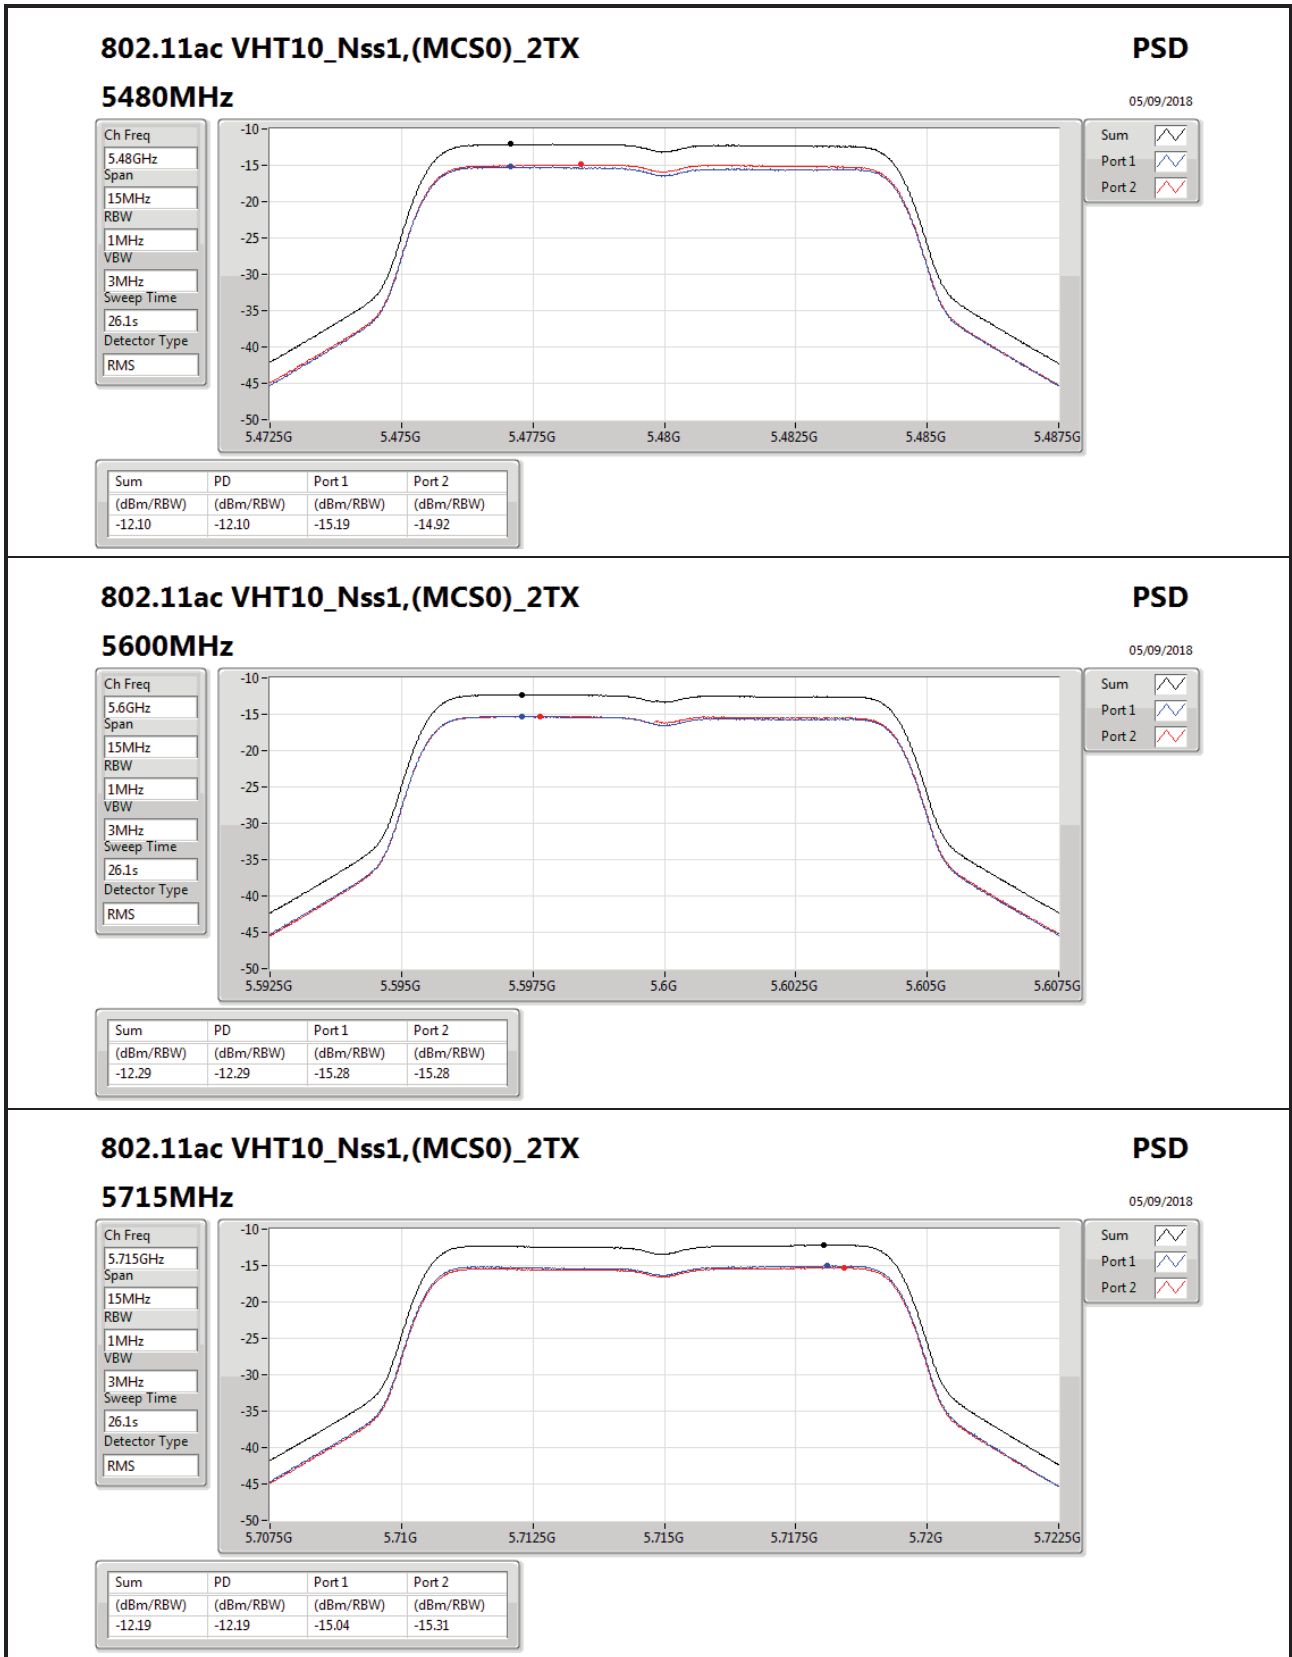 802.11ac VHT10_Nss1,(MCS0)_2TX PSD
5480MHz 05/09/2018
Ch Freq
5.48GHz
Span
15MHz
RBW
1MHz
VBW
3MHz
Sweep Time
26.1s
Detector Type
RMS
-10
-15
-20
-25
-30
-35
-40
-45
-50
5.4725G 5.475G 5.4775G 5.48G 5.4825G 5.485G 5.4875G
Sum
Port 1
Port 2
Sum PD Port 1 Port 2
(dBm/RBW) (dBm/RBW) (dBm/RBW) (dBm/RBW)
-12.10 -12.10 -15.19 -14.92
802.11ac VHT10_Nss1,(MCS0)_2TX PSD
5600MHz 05/09/2018
Ch Freq
5.6GHz
Span
15MHz
RBW
1MHz
VBW
3MHz
Sweep Time
26.1s
Detector Type
RMS
-10
-15
-20
-25
-30
-35
-40
-45
-50
5.5925G 5.595G 5.5975G 5.6G 5.6025G 5.605G 5.6075G
Sum
Port 1
Port 2
Sum PD Port 1 Port 2
(dBm/RBW) (dBm/RBW) (dBm/RBW) (dBm/RBW)
-12.29 -12.29 -15.28 -15.28
802.11ac VHT10_Nss1,(MCS0)_2TX PSD
5715MHz 05/09/2018
Ch Freq
5.715GHz
Span
15MHz
RBW
1MHz
VBW
3MHz
Sweep Time
26.1s
Detector Type
RMS
-10
-15
-20
-25
-30
-35
-40
-45
-50
5.7075G 5.71G 5.7125G 5.715G 5.7175G 5.72G 5.7225G
Sum
Port 1
Port 2
Sum PD Port 1 Port 2
(dBm/RBW) (dBm/RBW) (dBm/RBW) (dBm/RBW)
-12.19 -12.19 -15.04 -15.31